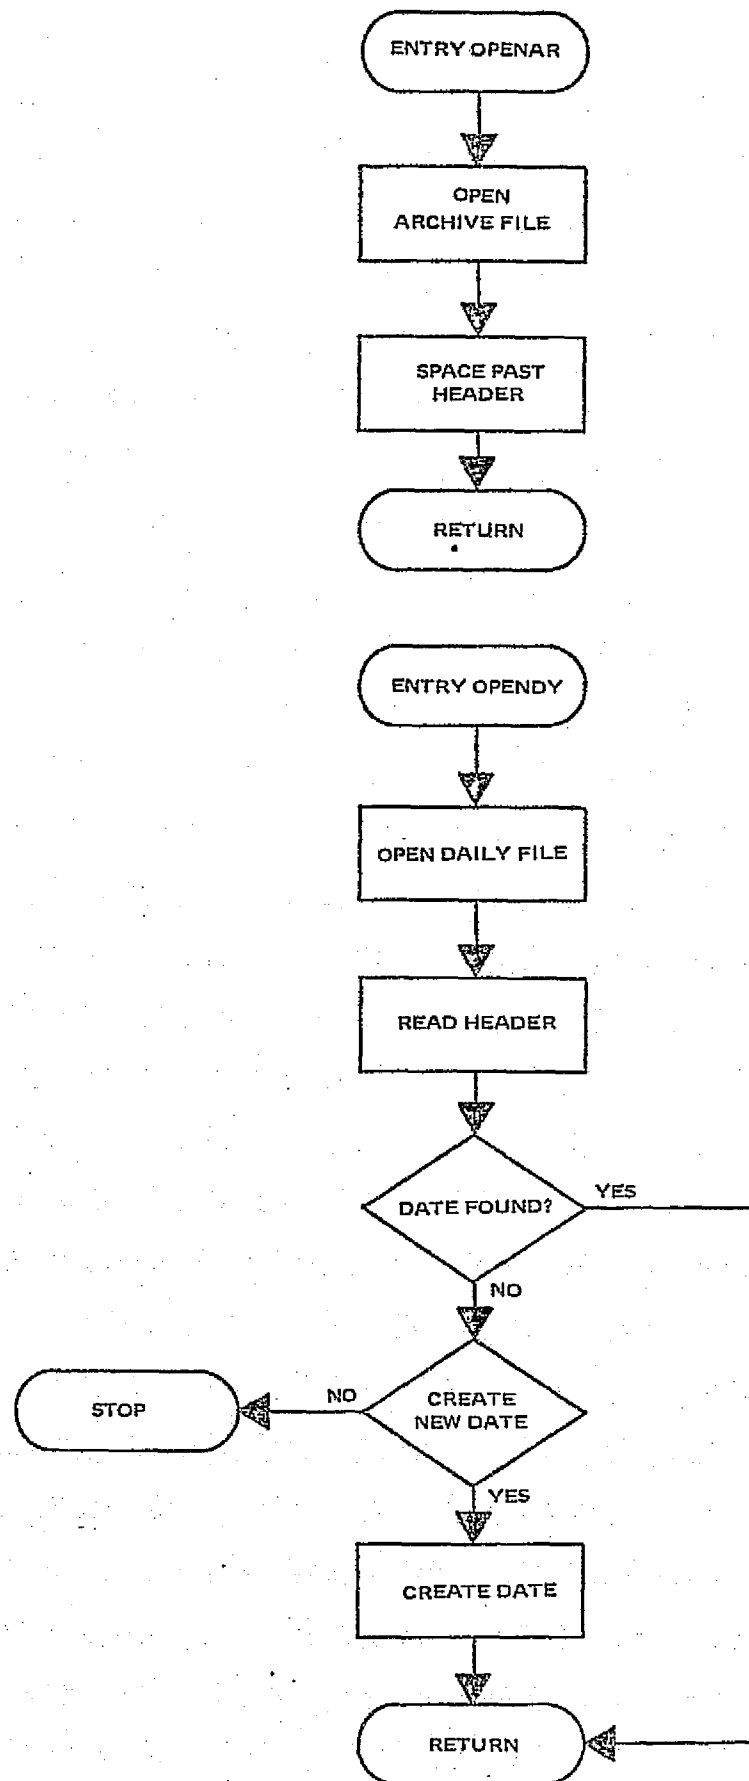 ENTRY OPENAR
OPEN
ARCHIVE FILE
SPACE PAST
HEADER
RETURN
ENTRY OPENDY
OPEN DAILY FILE
READ HEADER
DATE FOUND?
YES
NO
CREATE
NEW DATE
NO
STOP
YES
CREATE DATE
RETURN